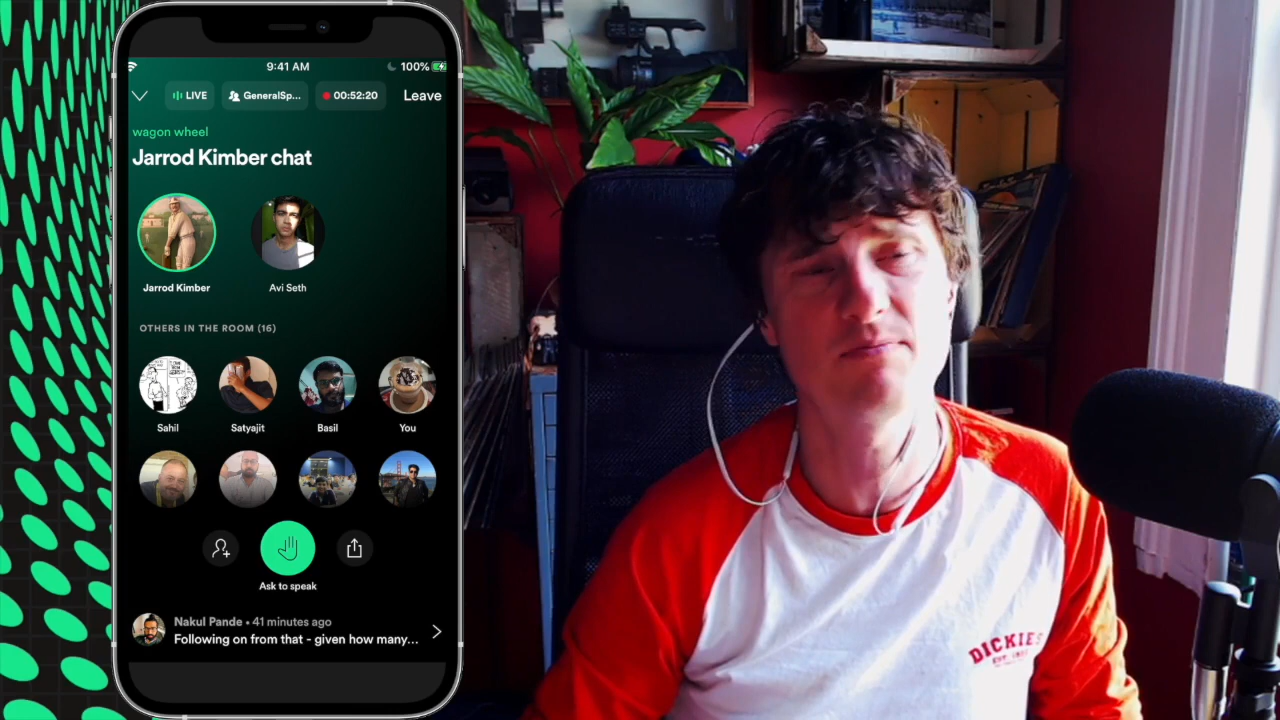 9:41 AM
100%
LIVE
GeneralSp...
00:52:20
Leave
wagon wheel
Jarrod Kimber chat
Jarrod Kimber
Avi Seth
OTHERS IN THE ROOM (16)
Sahil
Satyajit
Basil
You
Ask to speak
Nakul Pande • 41 minutes ago
Following on from that - given how many...
DICKIES